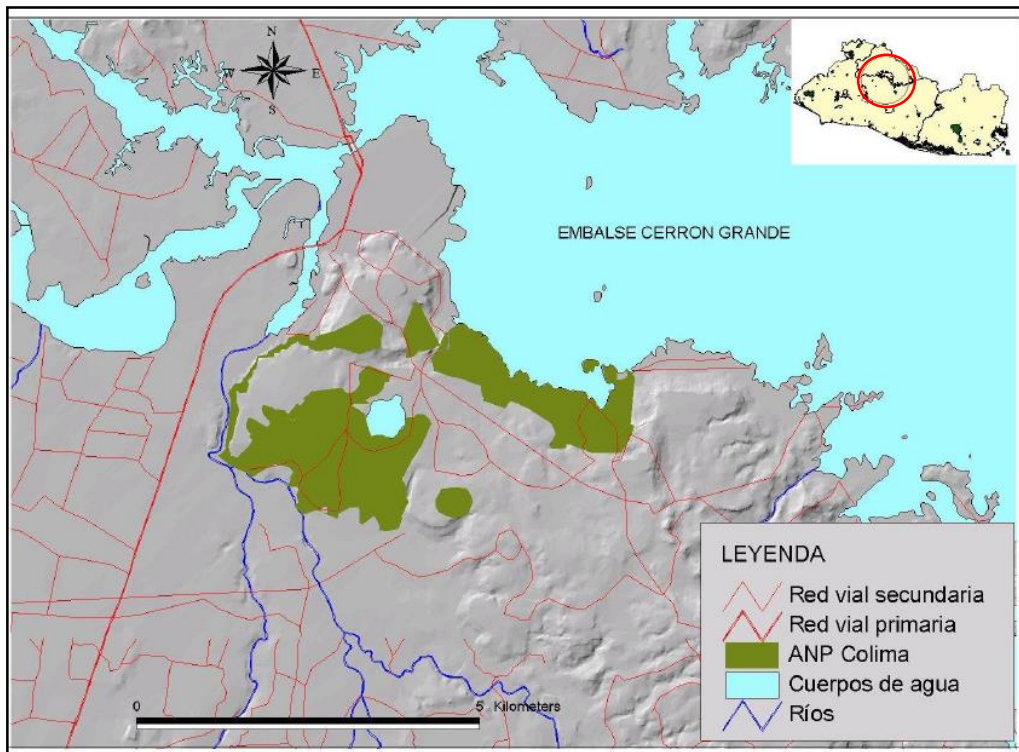 N
W E
S
EMBALSE CERRON GRANDE
LEYENDA
Red vial secundaria
Red vial primaria
ANP Colima
Cuerpos de agua
Ríos
0 5 Kilometers